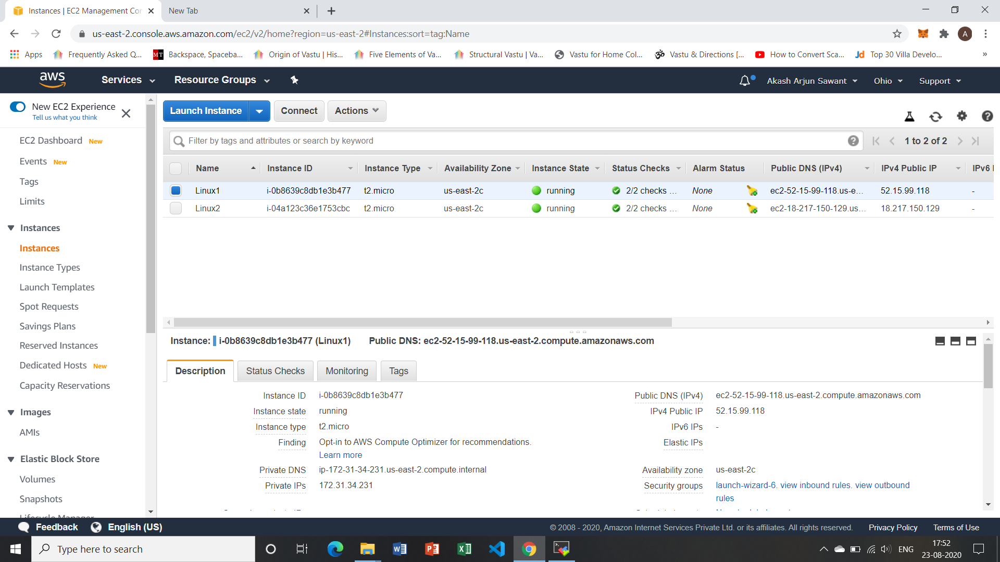 Instances | EC2 Management Con
New Tab
us-east-2.console.aws.amazon.com/ec2/v2/home?region=us-east-2#Instances:sort=tag:Name
A
Apps
Frequently Asked Q...
MT
Backspace, Spaceba...
Origin of Vastu | His...
Five Elements of Va...
Structural Vastu | Va...
Vastu for Home Col...
Vastu & Directions [...
How to Convert Sca...
Jd
Top 30 Villa Develo...
»
aws
Services
Resource Groups
Akash Arjun Sawant
Ohio
Support
New EC2 Experience
Tell us what you think
EC2 Dashboard New
Events New
Tags
Limits
Instances
Instances
Instance Types
Launch Templates
Spot Requests
Savings Plans
Reserved Instances
Dedicated Hosts New
Capacity Reservations
Images
AMIs
Elastic Block Store
Volumes
Snapshots
Lifecycle Manager
Launch Instance
Connect
Actions
Filter by tags and attributes or search by keyword
1 to 2 of 2
Name Instance ID Instance Type Availability Zone Instance State Status Checks Alarm Status Public DNS (IPv4) IPv4 Public IP IPv6 I
Linux1 i-0b8639c8db1e3b477 t2.micro us-east-2c running 2/2 checks ... None ec2-52-15-99-118.us-e... 52.15.99.118 -
Linux2 i-04a123c36e1753cbc t2.micro us-east-2c running 2/2 checks ... None ec2-18-217-150-129.us... 18.217.150.129 -
Instance: i-0b8639c8db1e3b477 (Linux1) Public DNS: ec2-52-15-99-118.us-east-2.compute.amazonaws.com
Description
Status Checks
Monitoring
Tags
Instance ID i-0b8639c8db1e3b477
Instance state running
Instance type t2.micro
Finding Opt-in to AWS Compute Optimizer for recommendations.
Learn more
Private DNS ip-172-31-34-231.us-east-2.compute.internal
Private IPs 172.31.34.231
Public DNS (IPv4) ec2-52-15-99-118.us-east-2.compute.amazonaws.com
IPv4 Public IP 52.15.99.118
IPv6 IPs -
Elastic IPs
Availability zone us-east-2c
Security groups launch-wizard-6. view inbound rules. view outbound
rules
Feedback
English (US)
© 2008 - 2020, Amazon Internet Services Private Ltd. or its affiliates. All rights reserved.
Privacy Policy
Terms of Use
Type here to search
ENG
17:52
23-08-2020